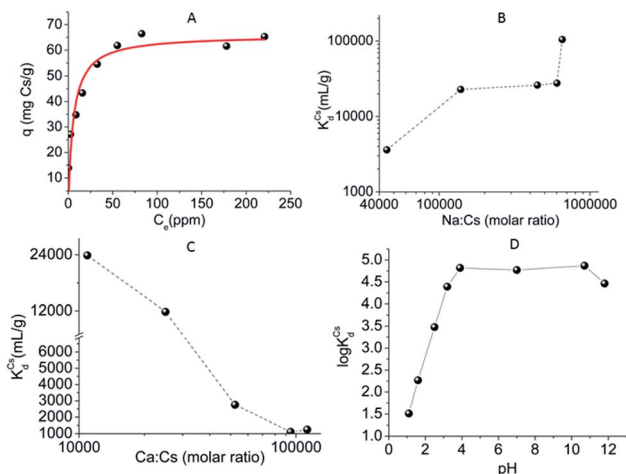 A
q (mg Cs/g)
70
60
50
40
30
20
10
0 50 100 150 200 250
C_e(ppm)
B
K_d^Cs(mL/g)
100000
10000
1000
40000 100000 1000000
Na:Cs (molar ratio)
C
K_d^Cs(mL/g)
24000
12000
6000
5000
4000
3000
2000
1000
10000 100000
Ca:Cs (molar ratio)
D
logK_d^Cs
5.0
4.5
4.0
3.5
3.0
2.5
2.0
1.5
1.0
0 2 4 6 8 10 12
pH